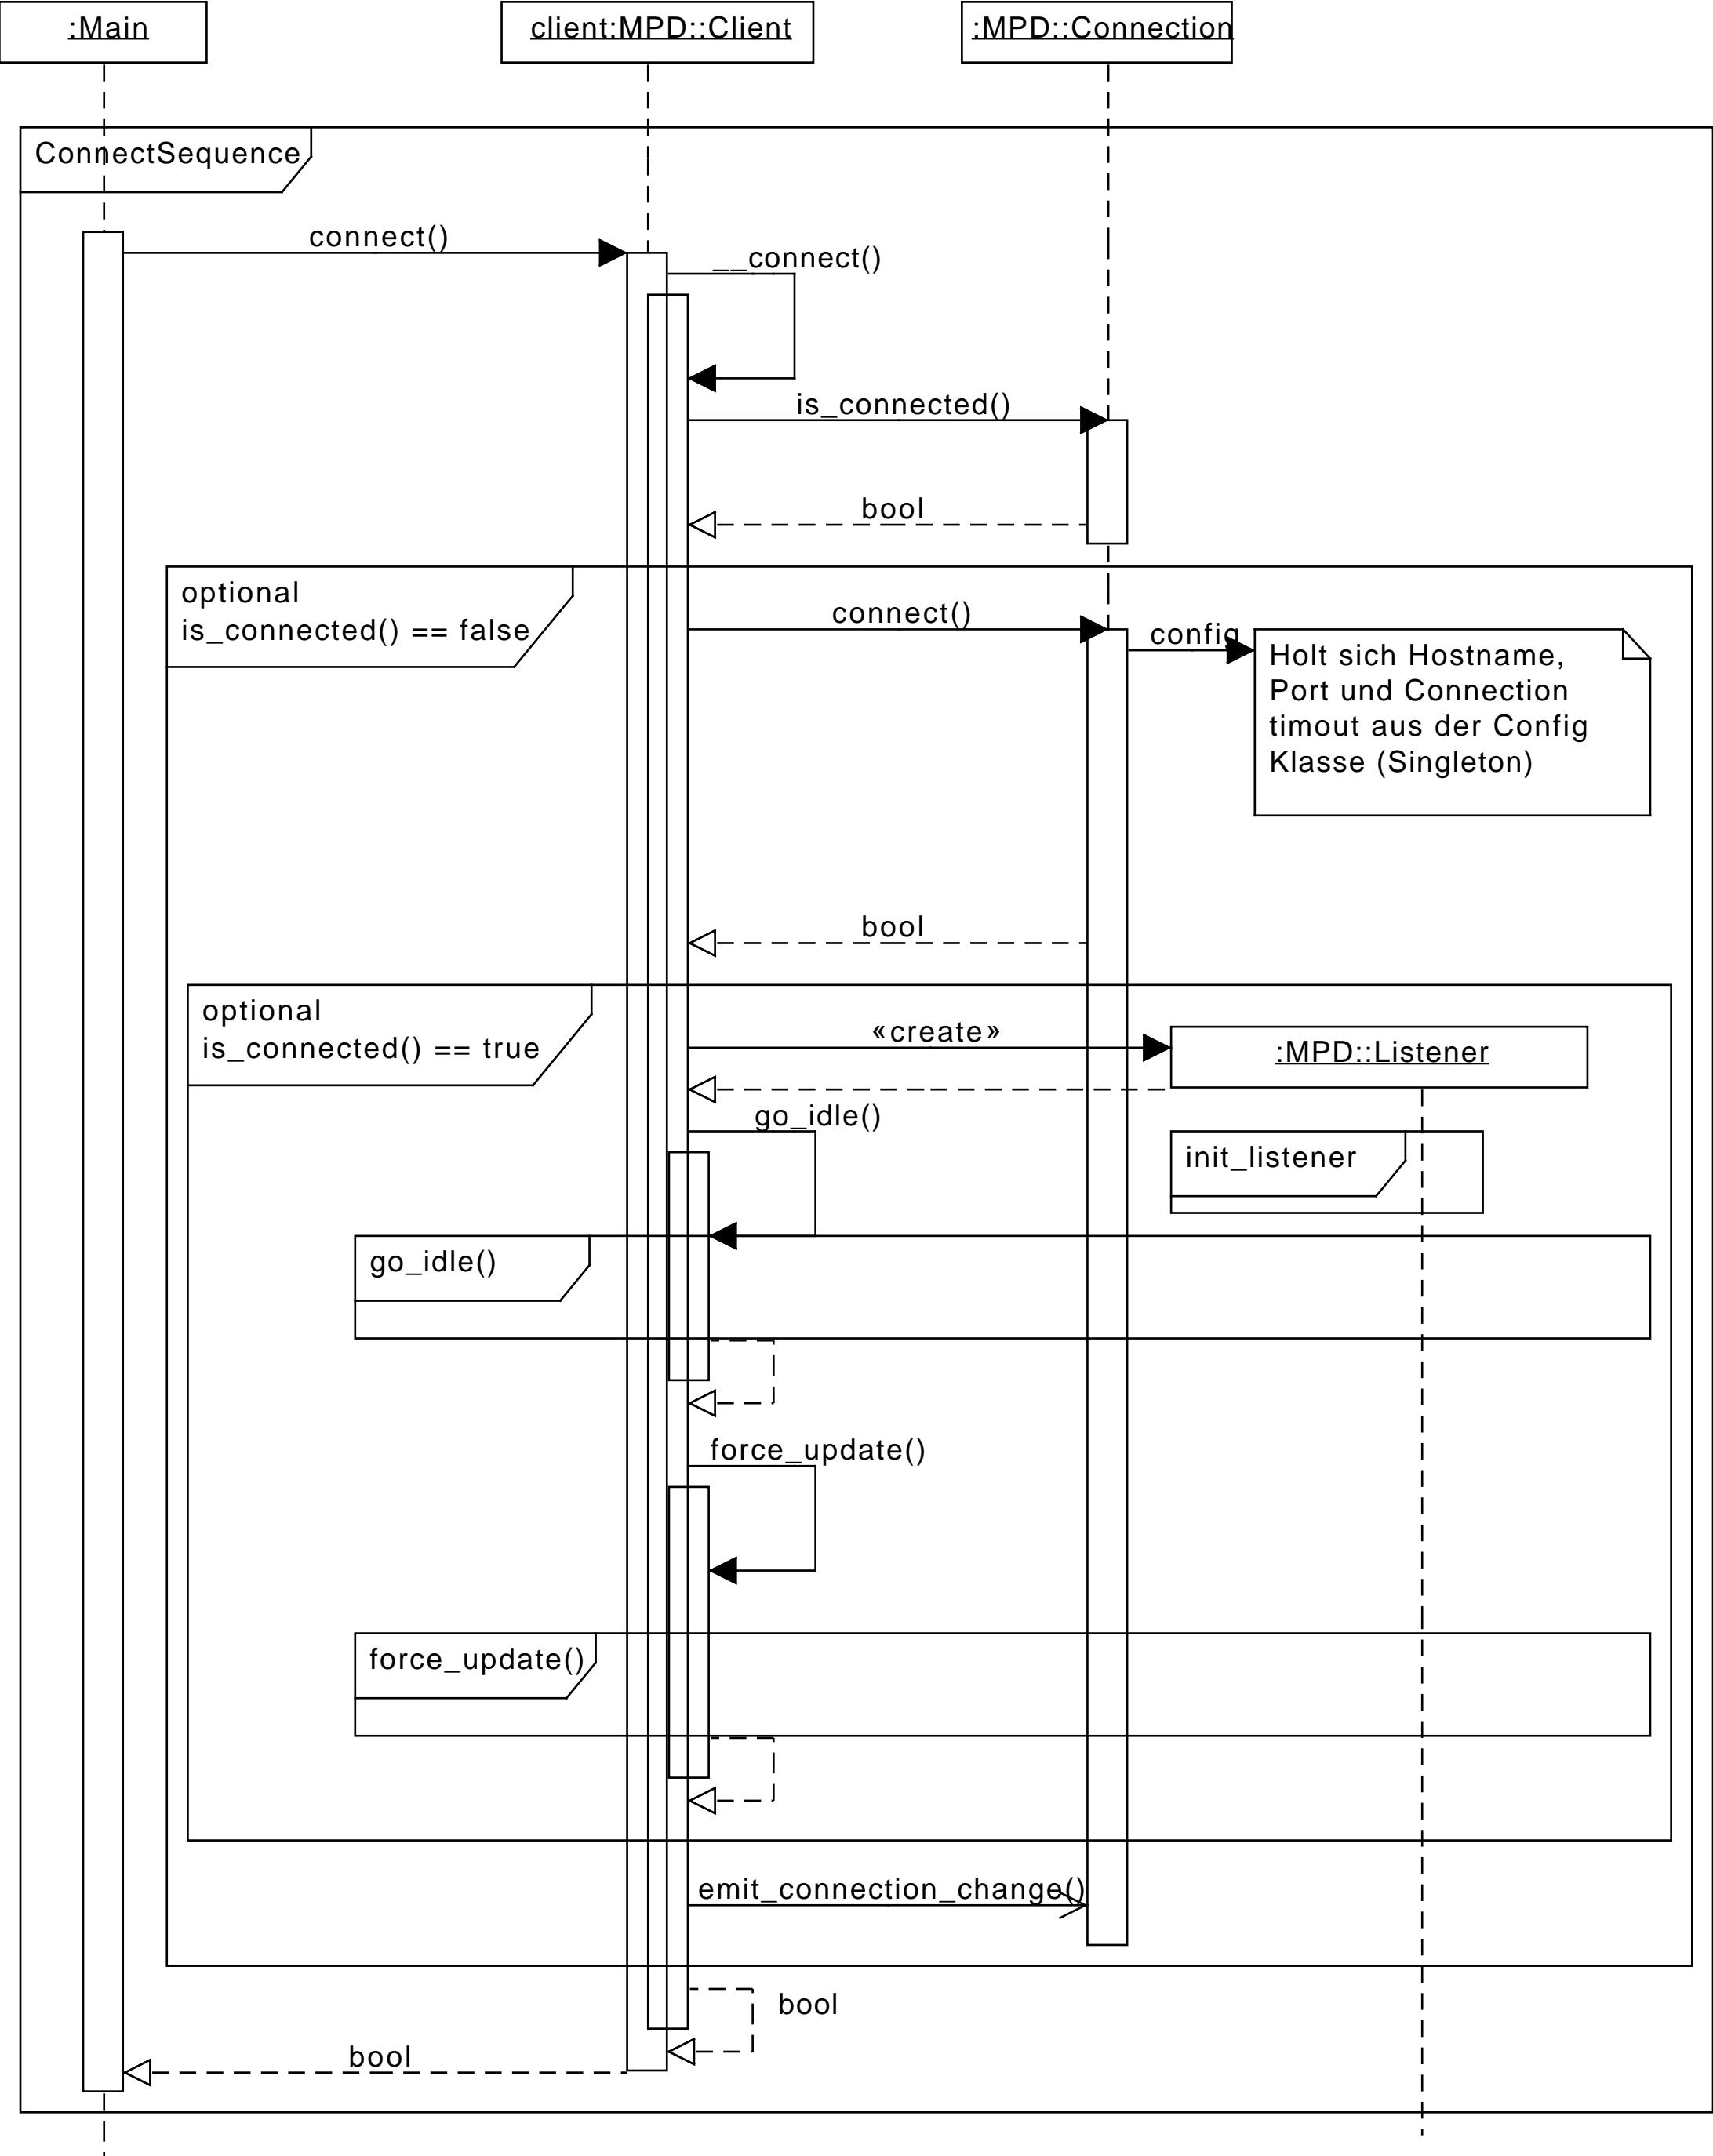 :Main
client:MPD::Client
:MPD::Connection
ConnectSequence
connect()
__connect()
is_connected()
bool
optional
is_connected() == false
connect()
config
Holt sich Hostname,
Port und Connection
timout aus der Config
Klasse (Singleton)
bool
optional
is_connected() == true
«create»
:MPD::Listener
go_idle()
init_listener
go_idle()
force_update()
force_update()
emit_connection_change()
bool
bool